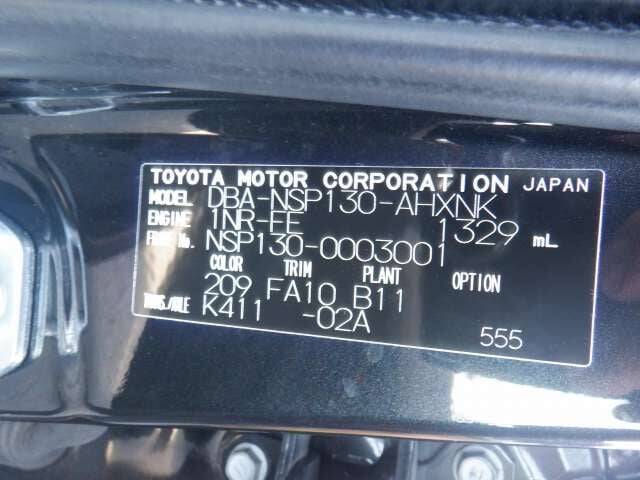 TOYOTA MOTOR CORPORATION JAPAN
MODEL DBA-NSP130-AHXNK
ENGINE 1NR-FE 1329 mL
FRAME No. NSP130-0003001
COLOR TRIM PLANT OPTION
209 FA10 B11
TRANS./AXLE K411 -02A
555